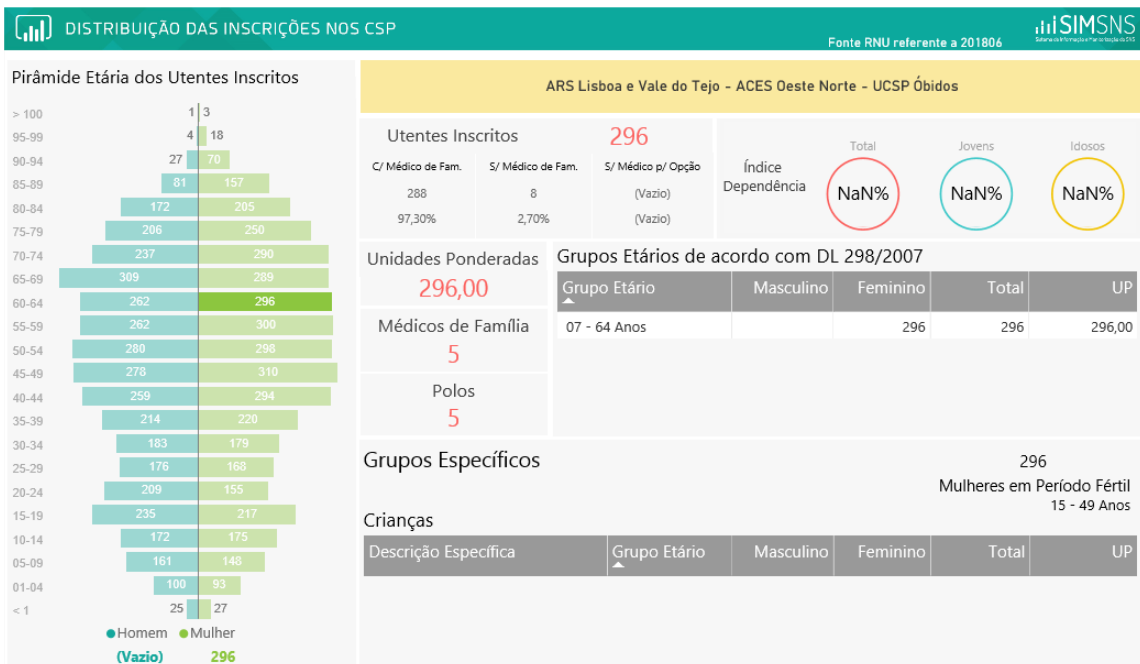 DISTRIBUIÇÃO DAS INSCRIÇÕES NOS CSP
Fonte RNU referente a 201806
SIMSNS
Pirâmide Etária dos Utentes Inscritos
> 100 1 3
95-99 4 18
90-94 27 70
85-89 81 157
80-84 172 205
75-79 206 250
70-74 237 290
65-69 309 289
60-64 262 296
55-59 262 300
50-54 280 298
45-49 278 310
40-44 259 294
35-39 214 220
30-34 183 179
25-29 176 168
20-24 209 155
15-19 235 217
10-14 172 175
05-09 161 148
01-04 100 93
< 1 25 27
Homem Mulher
(Vazio) 296
ARS Lisboa e Vale do Tejo - ACES Oeste Norte - UCSP Óbidos
Utentes Inscritos 296
C/ Médico de Fam. S/ Médico de Fam. S/ Médico p/ Opção
288 8 (Vazio)
97,30% 2,70% (Vazio)
Índice
Dependência
Total Jovens Idosos
NaN% NaN% NaN%
Unidades Ponderadas
296,00
Médicos de Família
5
Polos
5
Grupos Etários de acordo com DL 298/2007
Grupo Etário Masculino Feminino Total UP
07 - 64 Anos 296 296 296,00
Grupos Específicos
296
Mulheres em Período Fértil
15 - 49 Anos
Crianças
Descrição Específica Grupo Etário Masculino Feminino Total UP